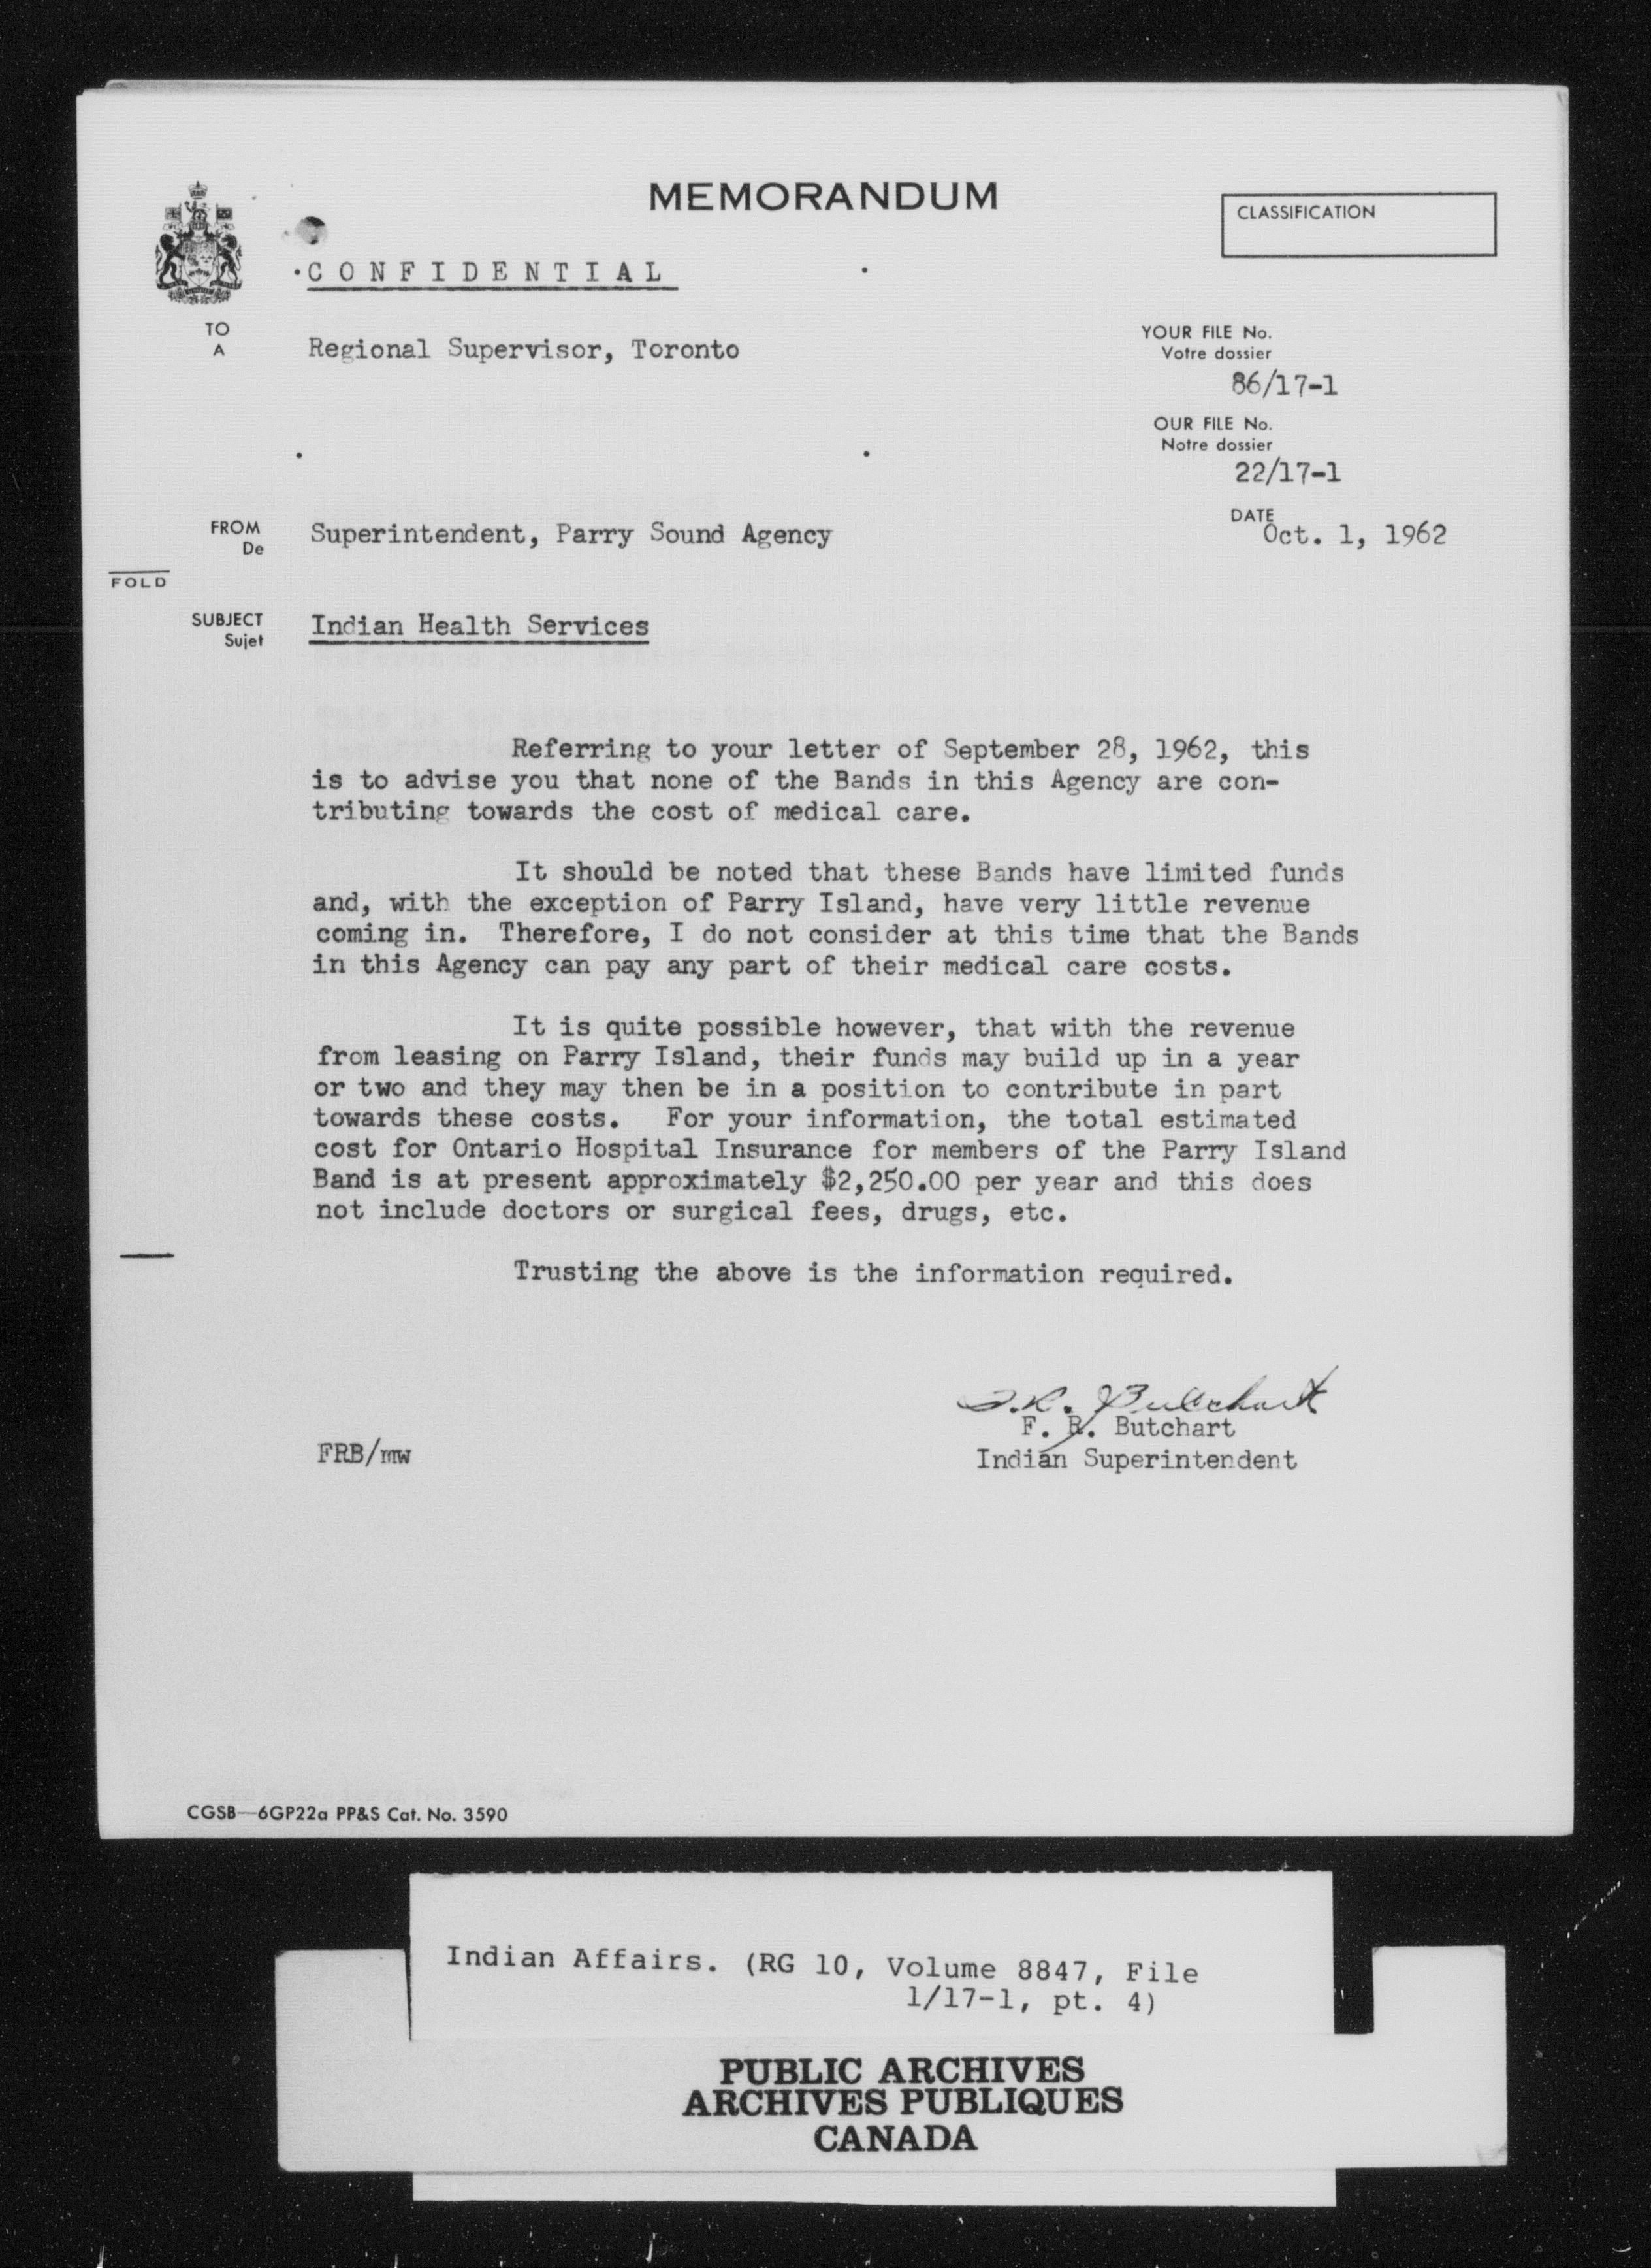 MEMORANDUM
CLASSIFICATION
CONFIDENTIAL
TO
A
Regional Supervisor, Toronto
YOUR FILE No.
Votre dossier
86/17-1
OUR FILE No.
Notre dossier
22/17-1
FROM
De
Superintendent, Parry Sound Agency
DATE
Oct. 1, 1962
FOLD
SUBJECT
Sujet
Indian Health Services
Referring to your letter of September 28, 1962, this
is to advise you that none of the Bands in this Agency are con-
tributing towards the cost of medical care.
It should be noted that these Bands have limited funds
and, with the exception of Parry Island, have very little revenue
coming in. Therefore, I do not consider at this time that the Bands
in this Agency can pay any part of their medical care costs.
It is quite possible however, that with the revenue
from leasing on Parry Island, their funds may build up in a year
or two and they may then be in a position to contribute in part
towards these costs. For your information, the total estimated
cost for Ontario Hospital Insurance for members of the Parry Island
Band is at present approximately $2,250.00 per year and this does
not include doctors or surgical fees, drugs, etc.
Trusting the above is the information required.
F.R. Butchart
F. R. Butchart
FRB/mw
Indian Superintendent
CGSB—6GP22a PP&S Cat. No. 3590
Indian Affairs. (RG 10, Volume 8847, File
1/17-1, pt. 4)
PUBLIC ARCHIVES
ARCHIVES PUBLIQUES
CANADA